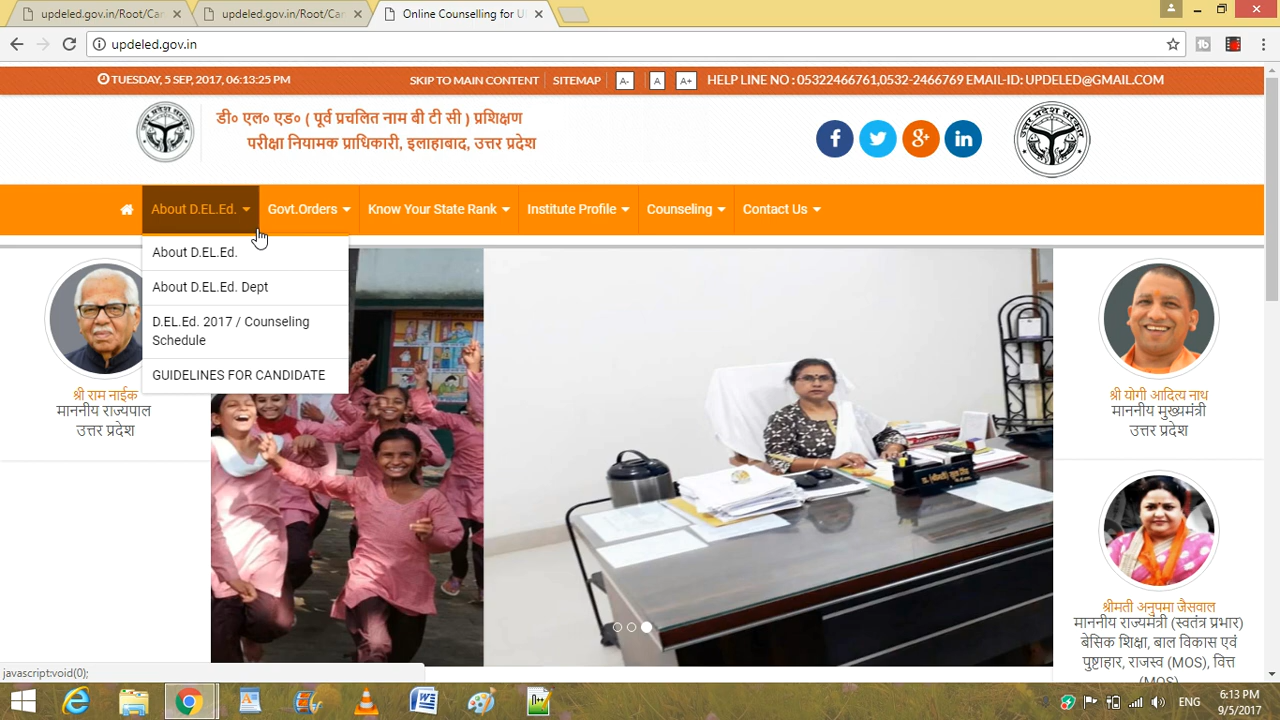 updeled.gov.in/Root/Car
updeled.gov.in/Root/Car
Online Counselling for U
updeled.gov.in
TUESDAY, 5 SEP, 2017, 06:13:25 PM
SKIP TO MAIN CONTENT
SITEMAP
A-
A
A+
HELP LINE NO : 05322466761,0532-2466769 EMAIL-ID: UPDELED@GMAIL.COM
डी० एल० एड० ( पूर्व प्रचलित नाम बी टी सी ) प्रशिक्षण
परीक्षा नियामक प्राधिकारी, इलाहाबाद, उत्तर प्रदेश
About D.EL.Ed.
Govt.Orders
Know Your State Rank
Institute Profile
Counseling
Contact Us
About D.EL.Ed.
About D.EL.Ed. Dept
D.EL.Ed. 2017 / Counseling
Schedule
GUIDELINES FOR CANDIDATE
श्री राम नाईक
माननीय राज्यपाल
उत्तर प्रदेश
श्री योगी आदित्य नाथ
माननीय मुख्यमंत्री
उत्तर प्रदेश
श्रीमती अनुपमा जैसवाल
माननीय राज्यमंत्री (स्वतंत्र प्रभार)
बेसिक शिक्षा, बाल विकास एवं
पुष्टाहार, राजस्व (MOS), वित्त
(MOS)
javascript:void(0);
ENG
6:13 PM
9/5/2017